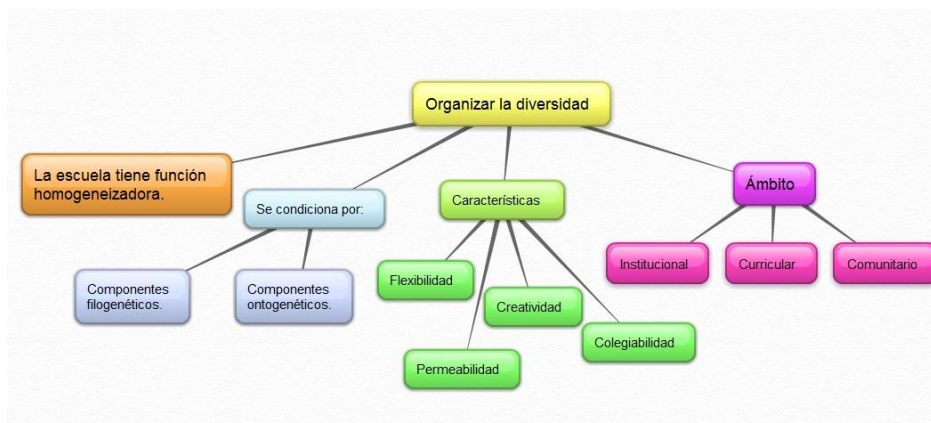 Organizar la diversidad
La escuela tiene función
homogeneizadora.
Se condiciona por:
Componentes
filogenéticos.
Componentes
ontogenéticos.
Características
Flexibilidad
Creatividad
Colegiabilidad
Permeabilidad
Ámbito
Institucional
Curricular
Comunitario